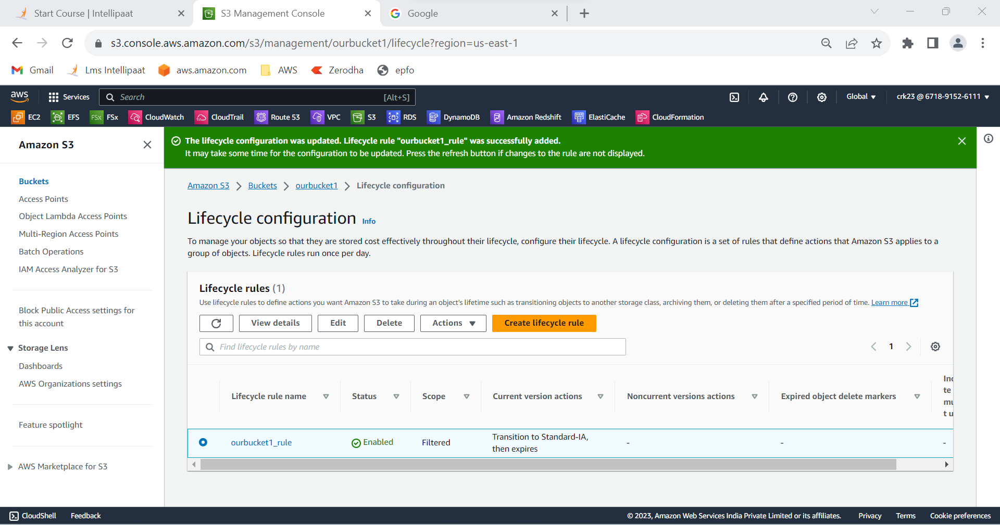 Start Course | Intellipaat
S3 Management Console
Google
s3.console.aws.amazon.com/s3/management/ourbucket1/lifecycle?region=us-east-1
Gmail
Lms Intellipaat
aws.amazon.com
AWS
Zerodha
epfo
aws
Services
Search
[Alt+S]
Global
crk23 @ 6718-9152-6111
EC2
EFS
FSx
FSx
CloudWatch
CloudTrail
Route 53
VPC
S3
RDS
DynamoDB
Amazon Redshift
ElastiCache
CloudFormation
Amazon S3
Buckets
Access Points
Object Lambda Access Points
Multi-Region Access Points
Batch Operations
IAM Access Analyzer for S3
Block Public Access settings for
this account
Storage Lens
Dashboards
AWS Organizations settings
Feature spotlight
AWS Marketplace for S3
The lifecycle configuration was updated. Lifecycle rule "ourbucket1_rule" was successfully added.
It may take some time for the configuration to be updated. Press the refresh button if changes to the rule are not displayed.
Amazon S3
Buckets
ourbucket1
Lifecycle configuration
Lifecycle configuration Info
To manage your objects so that they are stored cost effectively throughout their lifecycle, configure their lifecycle. A lifecycle configuration is a set of rules that define actions that Amazon S3 applies to a
group of objects. Lifecycle rules run once per day.
Lifecycle rules (1)
Use lifecycle rules to define actions you want Amazon S3 to take during an object's lifetime such as transitioning objects to another storage class, archiving them, or deleting them after a specified period of time. Learn more
View details
Edit
Delete
Actions
Create lifecycle rule
Find lifecycle rules by name
1
Lifecycle rule name
Status
Scope
Current version actions
Noncurrent versions actions
Expired object delete markers
Inc
te
mu
t u
ourbucket1_rule
Enabled
Filtered
Transition to Standard-IA,
then expires
-
-
-
CloudShell
Feedback
© 2023, Amazon Web Services India Private Limited or its affiliates.
Privacy
Terms
Cookie preferences